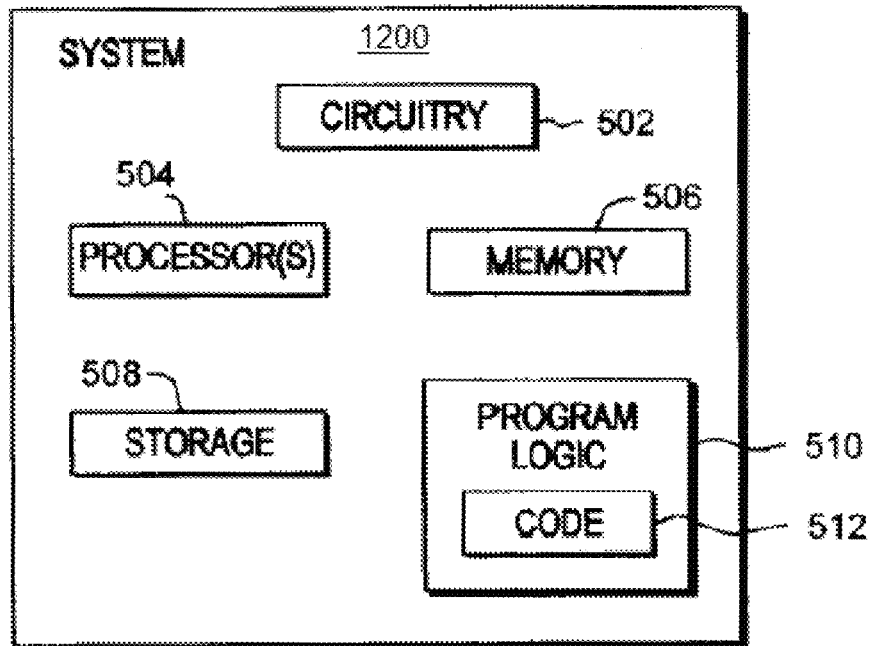 SYSTEM
1200
CIRCUITRY
502
504
PROCESSOR(S)
506
MEMORY
508
STORAGE
PROGRAM
LOGIC
510
CODE
512